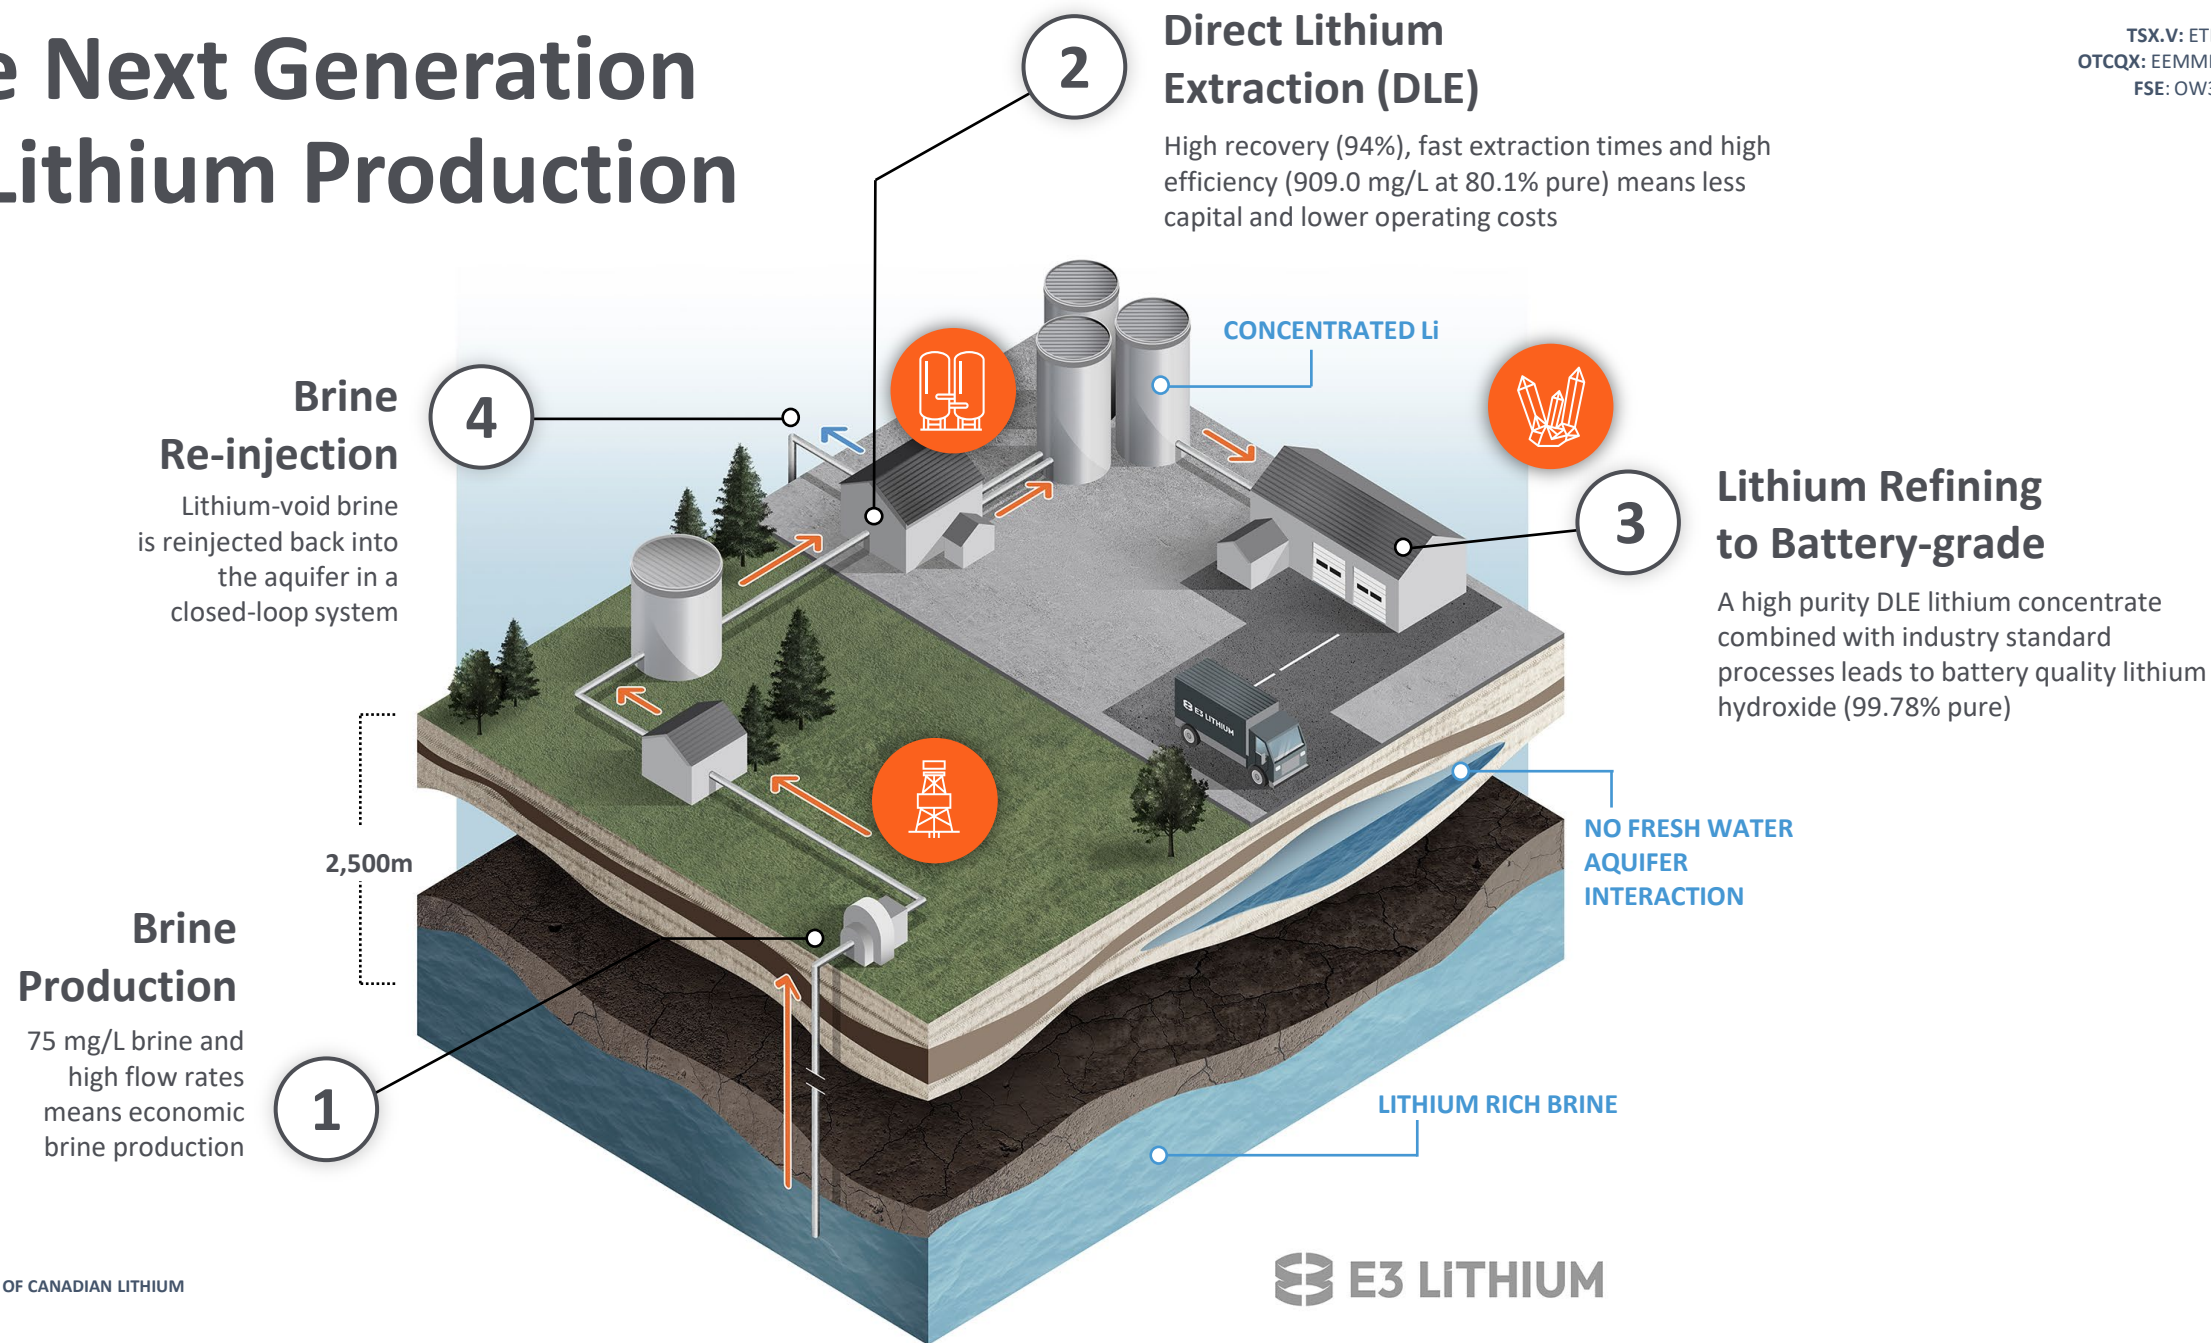 e Next Generation
Lithium Production
TSX.V: ET
OTCQX: EEMM
FSE: OW
2
Direct Lithium
Extraction (DLE)
High recovery (94%), fast extraction times and high
efficiency (909.0 mg/L at 80.1% pure) means less
capital and lower operating costs
CONCENTRATED Li
4
Brine
Re-injection
Lithium-void brine
is reinjected back into
the aquifer in a
closed-loop system
3
Lithium Refining
to Battery-grade
A high purity DLE lithium concentrate
combined with industry standard
processes leads to battery quality lithium
hydroxide (99.78% pure)
E3 LITHIUM
2,500m
NO FRESH WATER
AQUIFER
INTERACTION
Brine
Production
75 mg/L brine and
high flow rates
means economic
brine production
1
LITHIUM RICH BRINE
OF CANADIAN LITHIUM
E3 LiTHIUM